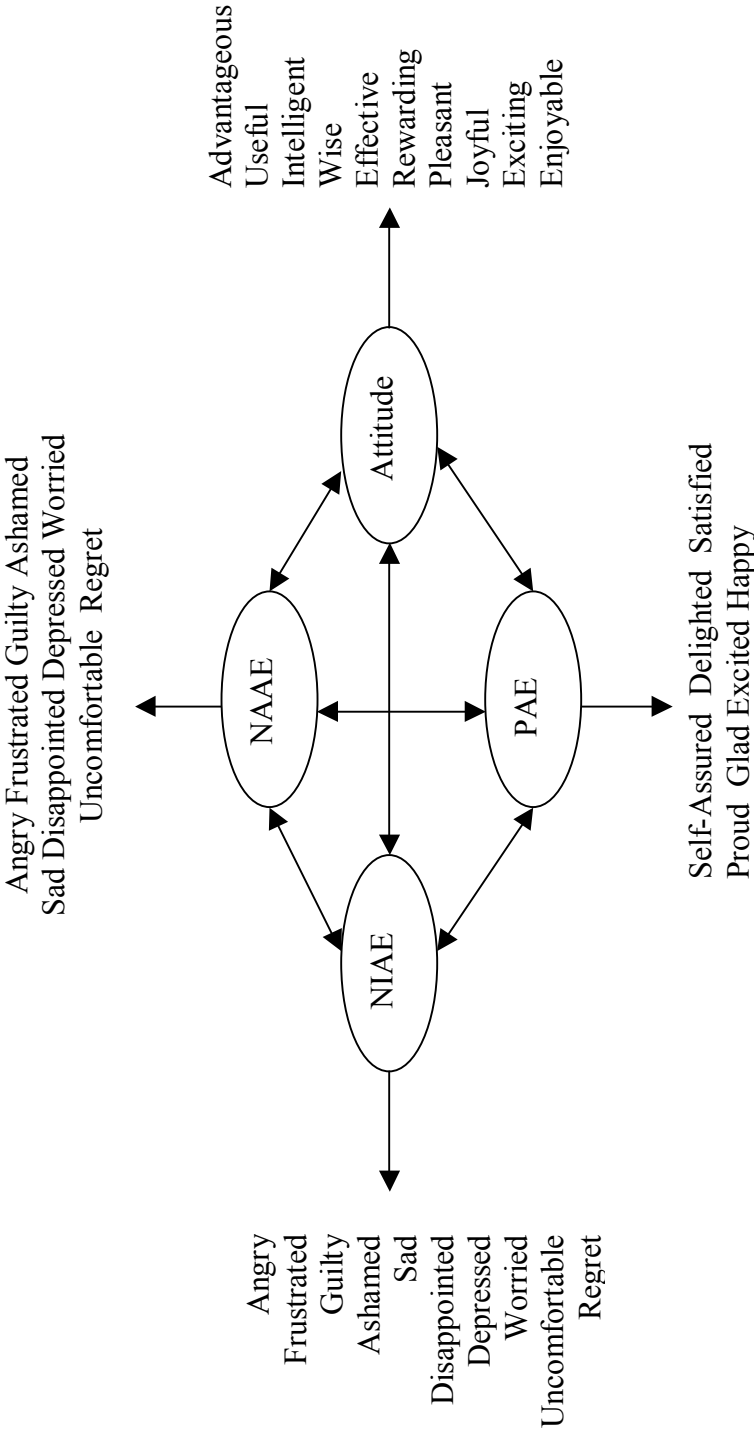 Angry Frustrated Guilty Ashamed
Sad Disappointed Depressed Worried
Uncomfortable Regret
NAAE
Angry
Frustrated
Guilty
Ashamed
Sad
Disappointed
Depressed
Worried
Uncomfortable
Regret
NIAE
Attitude
Advantageous
Useful
Intelligent
Wise
Effective
Rewarding
Pleasant
Joyful
Exciting
Enjoyable
PAE
Self-Assured Delighted Satisfied
Proud Glad Excited Happy